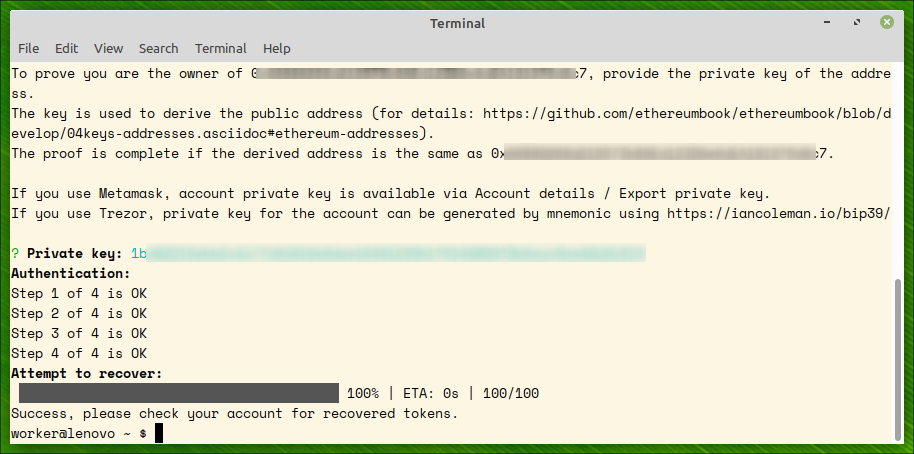 Terminal
File Edit View Search Terminal Help
To prove you are the owner of 0 c7, provide the private key of the addre
ss.
The key is used to derive the public address (for details: https://github.com/ethereumbook/ethereumbook/blob/d
evelop/04keys-addresses.asciidoc#ethereum-addresses).
The proof is complete if the derived address is the same as 0x c7.
If you use Metamask, account private key is available via Account details / Export private key.
If you use Trezor, private key for the account can be generated by mnemonic using https://iancoleman.io/bip39/
? Private key: 1b
Authentication:
Step 1 of 4 is OK
Step 2 of 4 is OK
Step 3 of 4 is OK
Step 4 of 4 is OK
Attempt to recover:
100% | ETA: 0s | 100/100
Success, please check your account for recovered tokens.
worker@lenovo ~ $